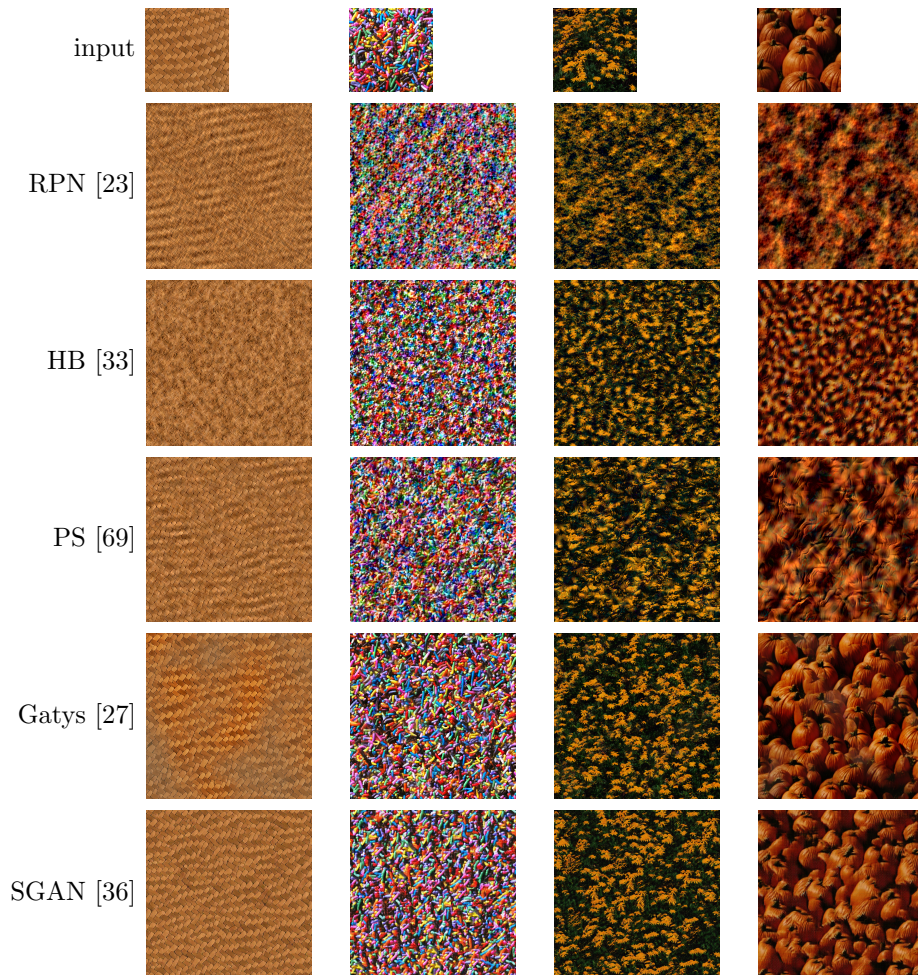 input
RPN [23]
HB [33]
PS [69]
Gatys [27]
SGAN [36]